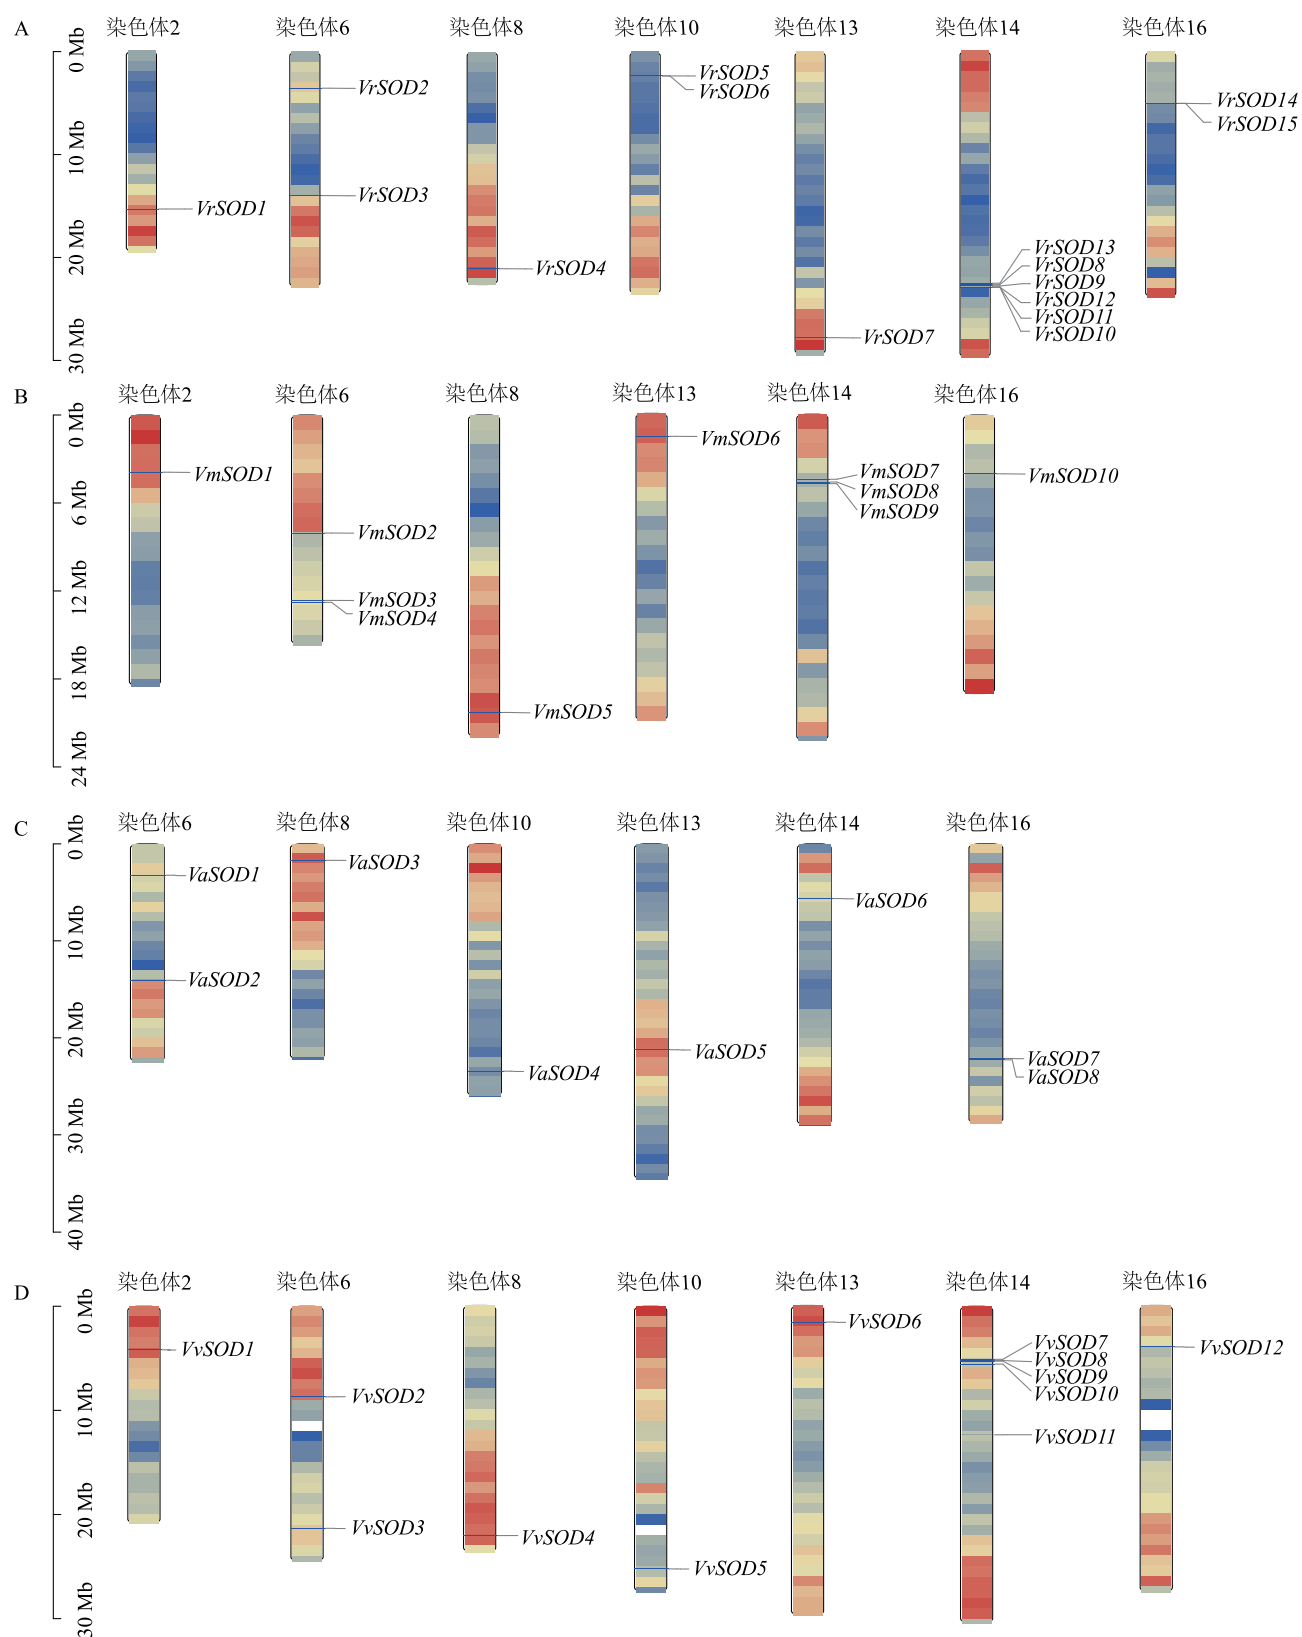 A
染色体2
染色体6
染色体8
染色体10
染色体13
染色体14
染色体16
0 Mb
10 Mb
20 Mb
30 Mb
VrSOD1
VrSOD2
VrSOD3
VrSOD4
VrSOD5
VrSOD6
VrSOD7
VrSOD13
VrSOD8
VrSOD9
VrSOD12
VrSOD11
VrSOD10
VrSOD14
VrSOD15
B
染色体2
染色体6
染色体8
染色体13
染色体14
染色体16
0 Mb
6 Mb
12 Mb
18 Mb
24 Mb
VmSOD1
VmSOD2
VmSOD3
VmSOD4
VmSOD5
VmSOD6
VmSOD7
VmSOD8
VmSOD9
VmSOD10
C
染色体6
染色体8
染色体10
染色体13
染色体14
染色体16
0 Mb
10 Mb
20 Mb
30 Mb
40 Mb
VaSOD1
VaSOD2
VaSOD3
VaSOD4
VaSOD5
VaSOD6
VaSOD7
VaSOD8
D
染色体2
染色体6
染色体8
染色体10
染色体13
染色体14
染色体16
0 Mb
10 Mb
20 Mb
30 Mb
VvSOD1
VvSOD2
VvSOD3
VvSOD4
VvSOD5
VvSOD6
VvSOD7
VvSOD8
VvSOD9
VvSOD10
VvSOD11
VvSOD12